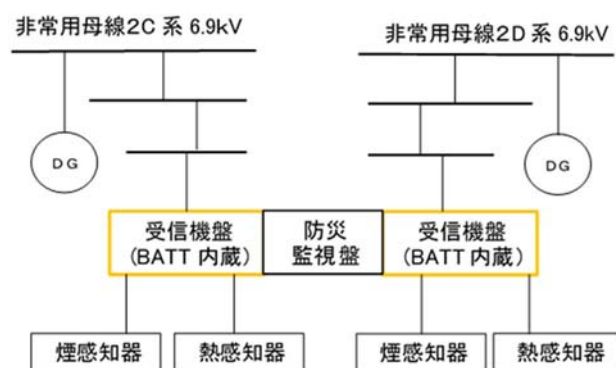 非常用母線2C 系 6.9kV
非常用母線2D 系 6.9kV
DG
DG
受信機盤
(BATT 内蔵)
防災
監視盤
受信機盤
(BATT 内蔵)
煙感知器
熱感知器
煙感知器
熱感知器